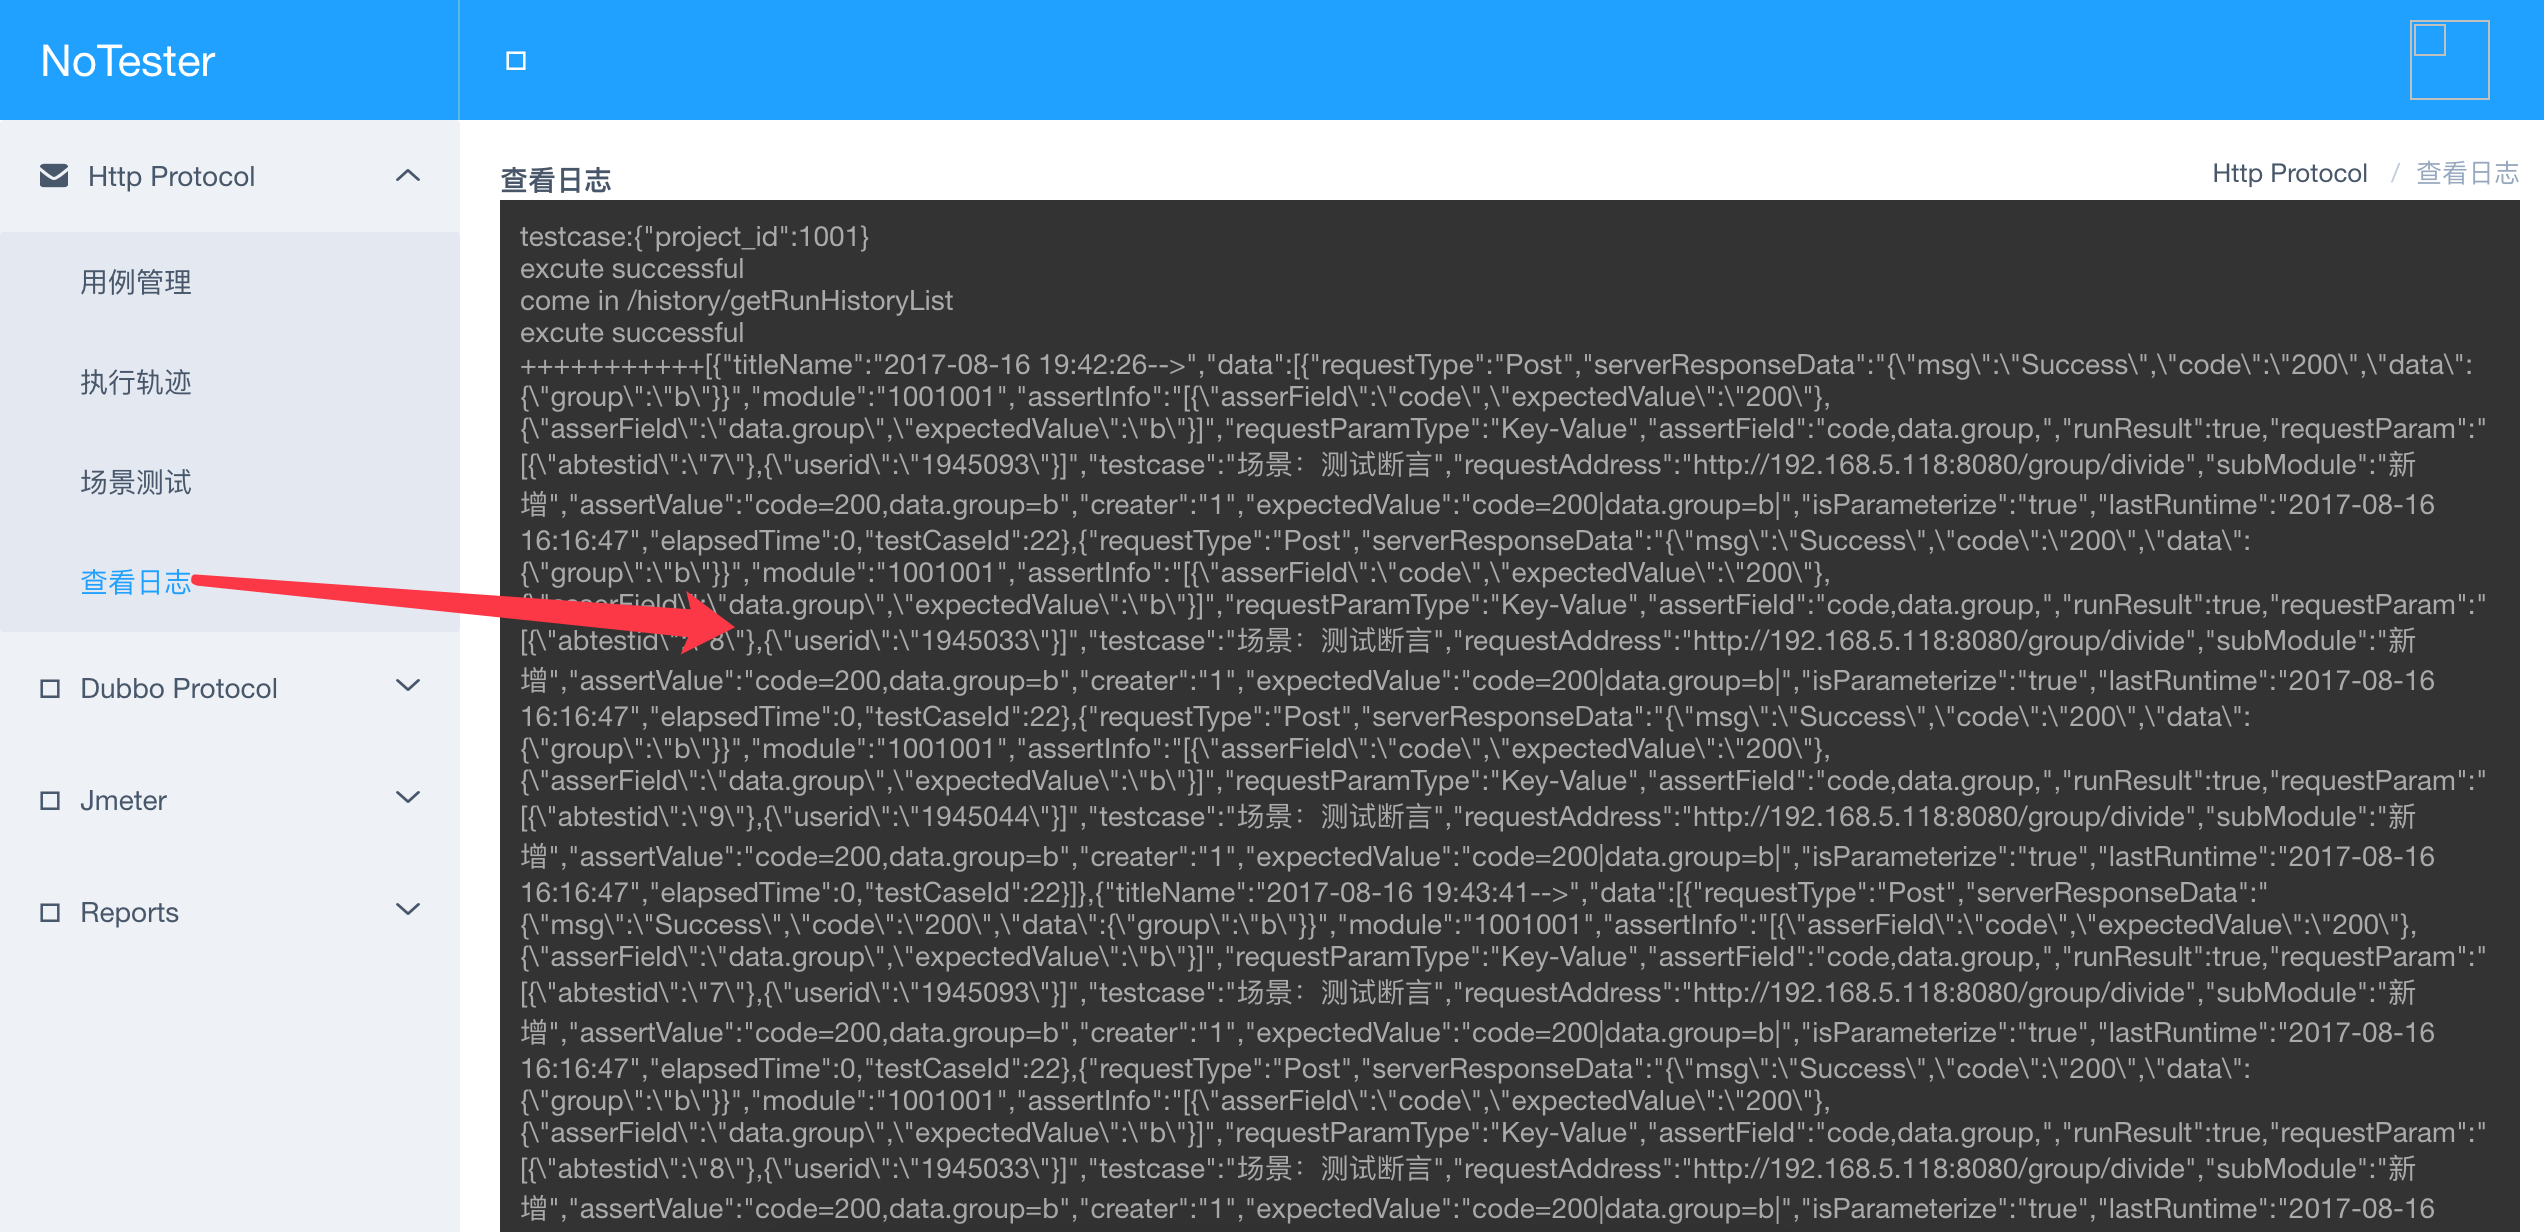 NoTester
Http Protocol
用例管理
执行轨迹
场景测试
查看日志
Dubbo Protocol
Jmeter
Reports
查看日志
Http Protocol / 查看日志
testcase:{"project_id":1001}
excute successful
come in /history/getRunHistoryList
excute successful
+++++++++++[{"titleName":"2017-08-16 19:42:26-->","data":[{"requestType":"Post","serverResponseData":"{\"msg\":\"Success\",\"code\":\"200\",\"data\":
{\"group\":\"b\"}}","module":"1001001","assertInfo":"[{\"asserField\":\"code\",\"expectedValue\":\"200\"},
{\"asserField\":\"data.group\",\"expectedValue\":\"b\"}]","requestParamType":"Key-Value","assertField":"code,data.group,","runResult":true,"requestParam":"
[{\"abtestid\":\"7\"},{\"userid\":\"1945093\"}]","testcase":"场景：测试断言","requestAddress":"http://192.168.5.118:8080/group/divide","subModule":"新
增","assertValue":"code=200,data.group=b","creater":"1","expectedValue":"code=200|data.group=b|","isParameterize":"true","lastRuntime":"2017-08-16
16:16:47","elapsedTime":0,"testCaseId":22},{"requestType":"Post","serverResponseData":"{\"msg\":\"Success\",\"code\":\"200\",\"data\":
{\"group\":\"b\"}}","module":"1001001","assertInfo":"[{\"asserField\":\"code\",\"expectedValue\":\"200\"},
{\"asserField\":\"data.group\",\"expectedValue\":\"b\"}]","requestParamType":"Key-Value","assertField":"code,data.group,","runResult":true,"requestParam":"
[{\"abtestid\":\"8\"},{\"userid\":\"1945033\"}]","testcase":"场景：测试断言","requestAddress":"http://192.168.5.118:8080/group/divide","subModule":"新
增","assertValue":"code=200,data.group=b","creater":"1","expectedValue":"code=200|data.group=b|","isParameterize":"true","lastRuntime":"2017-08-16
16:16:47","elapsedTime":0,"testCaseId":22},{"requestType":"Post","serverResponseData":"{\"msg\":\"Success\",\"code\":\"200\",\"data\":
{\"group\":\"b\"}}","module":"1001001","assertInfo":"[{\"asserField\":\"code\",\"expectedValue\":\"200\"},
{\"asserField\":\"data.group\",\"expectedValue\":\"b\"}]","requestParamType":"Key-Value","assertField":"code,data.group,","runResult":true,"requestParam":"
[{\"abtestid\":\"9\"},{\"userid\":\"1945044\"}]","testcase":"场景：测试断言","requestAddress":"http://192.168.5.118:8080/group/divide","subModule":"新
增","assertValue":"code=200,data.group=b","creater":"1","expectedValue":"code=200|data.group=b|","isParameterize":"true","lastRuntime":"2017-08-16
16:16:47","elapsedTime":0,"testCaseId":22}]},{"titleName":"2017-08-16 19:43:41-->","data":[{"requestType":"Post","serverResponseData":"
{\"msg\":\"Success\",\"code\":\"200\",\"data\":{\"group\":\"b\"}}","module":"1001001","assertInfo":"[{\"asserField\":\"code\",\"expectedValue\":\"200\"},
{\"asserField\":\"data.group\",\"expectedValue\":\"b\"}]","requestParamType":"Key-Value","assertField":"code,data.group,","runResult":true,"requestParam":"
[{\"abtestid\":\"7\"},{\"userid\":\"1945093\"}]","testcase":"场景：测试断言","requestAddress":"http://192.168.5.118:8080/group/divide","subModule":"新
增","assertValue":"code=200,data.group=b","creater":"1","expectedValue":"code=200|data.group=b|","isParameterize":"true","lastRuntime":"2017-08-16
16:16:47","elapsedTime":0,"testCaseId":22},{"requestType":"Post","serverResponseData":"{\"msg\":\"Success\",\"code\":\"200\",\"data\":
{\"group\":\"b\"}}","module":"1001001","assertInfo":"[{\"asserField\":\"code\",\"expectedValue\":\"200\"},
{\"asserField\":\"data.group\",\"expectedValue\":\"b\"}]","requestParamType":"Key-Value","assertField":"code,data.group,","runResult":true,"requestParam":"
[{\"abtestid\":\"8\"},{\"userid\":\"1945033\"}]","testcase":"场景：测试断言","requestAddress":"http://192.168.5.118:8080/group/divide","subModule":"新
增","assertValue":"code=200,data.group=b","creater":"1","expectedValue":"code=200|data.group=b|","isParameterize":"true","lastRuntime":"2017-08-16